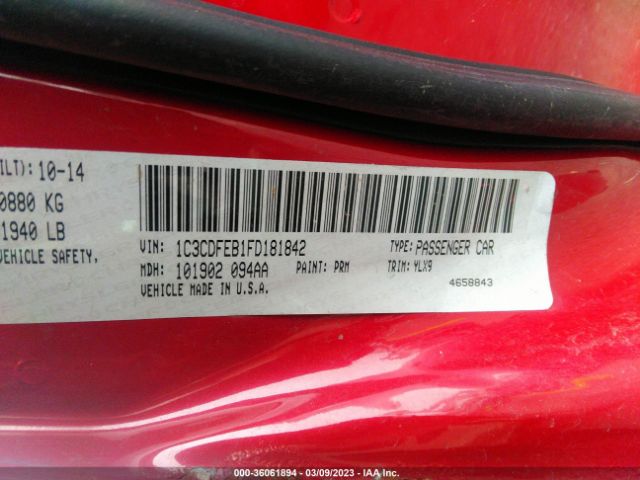 ILT): 10-14
0880 KG
1940 LB
VEHICLE SAFETY,
VIN: 1C3CDFEB1FD181842 TYPE: PASSENGER CAR
MDH: 101902 094AA PAINT: PRM TRIM: YLX9
VEHICLE MADE IN U.S.A. 4658843
000-36061894 — 03/09/2023 — IAA Inc.